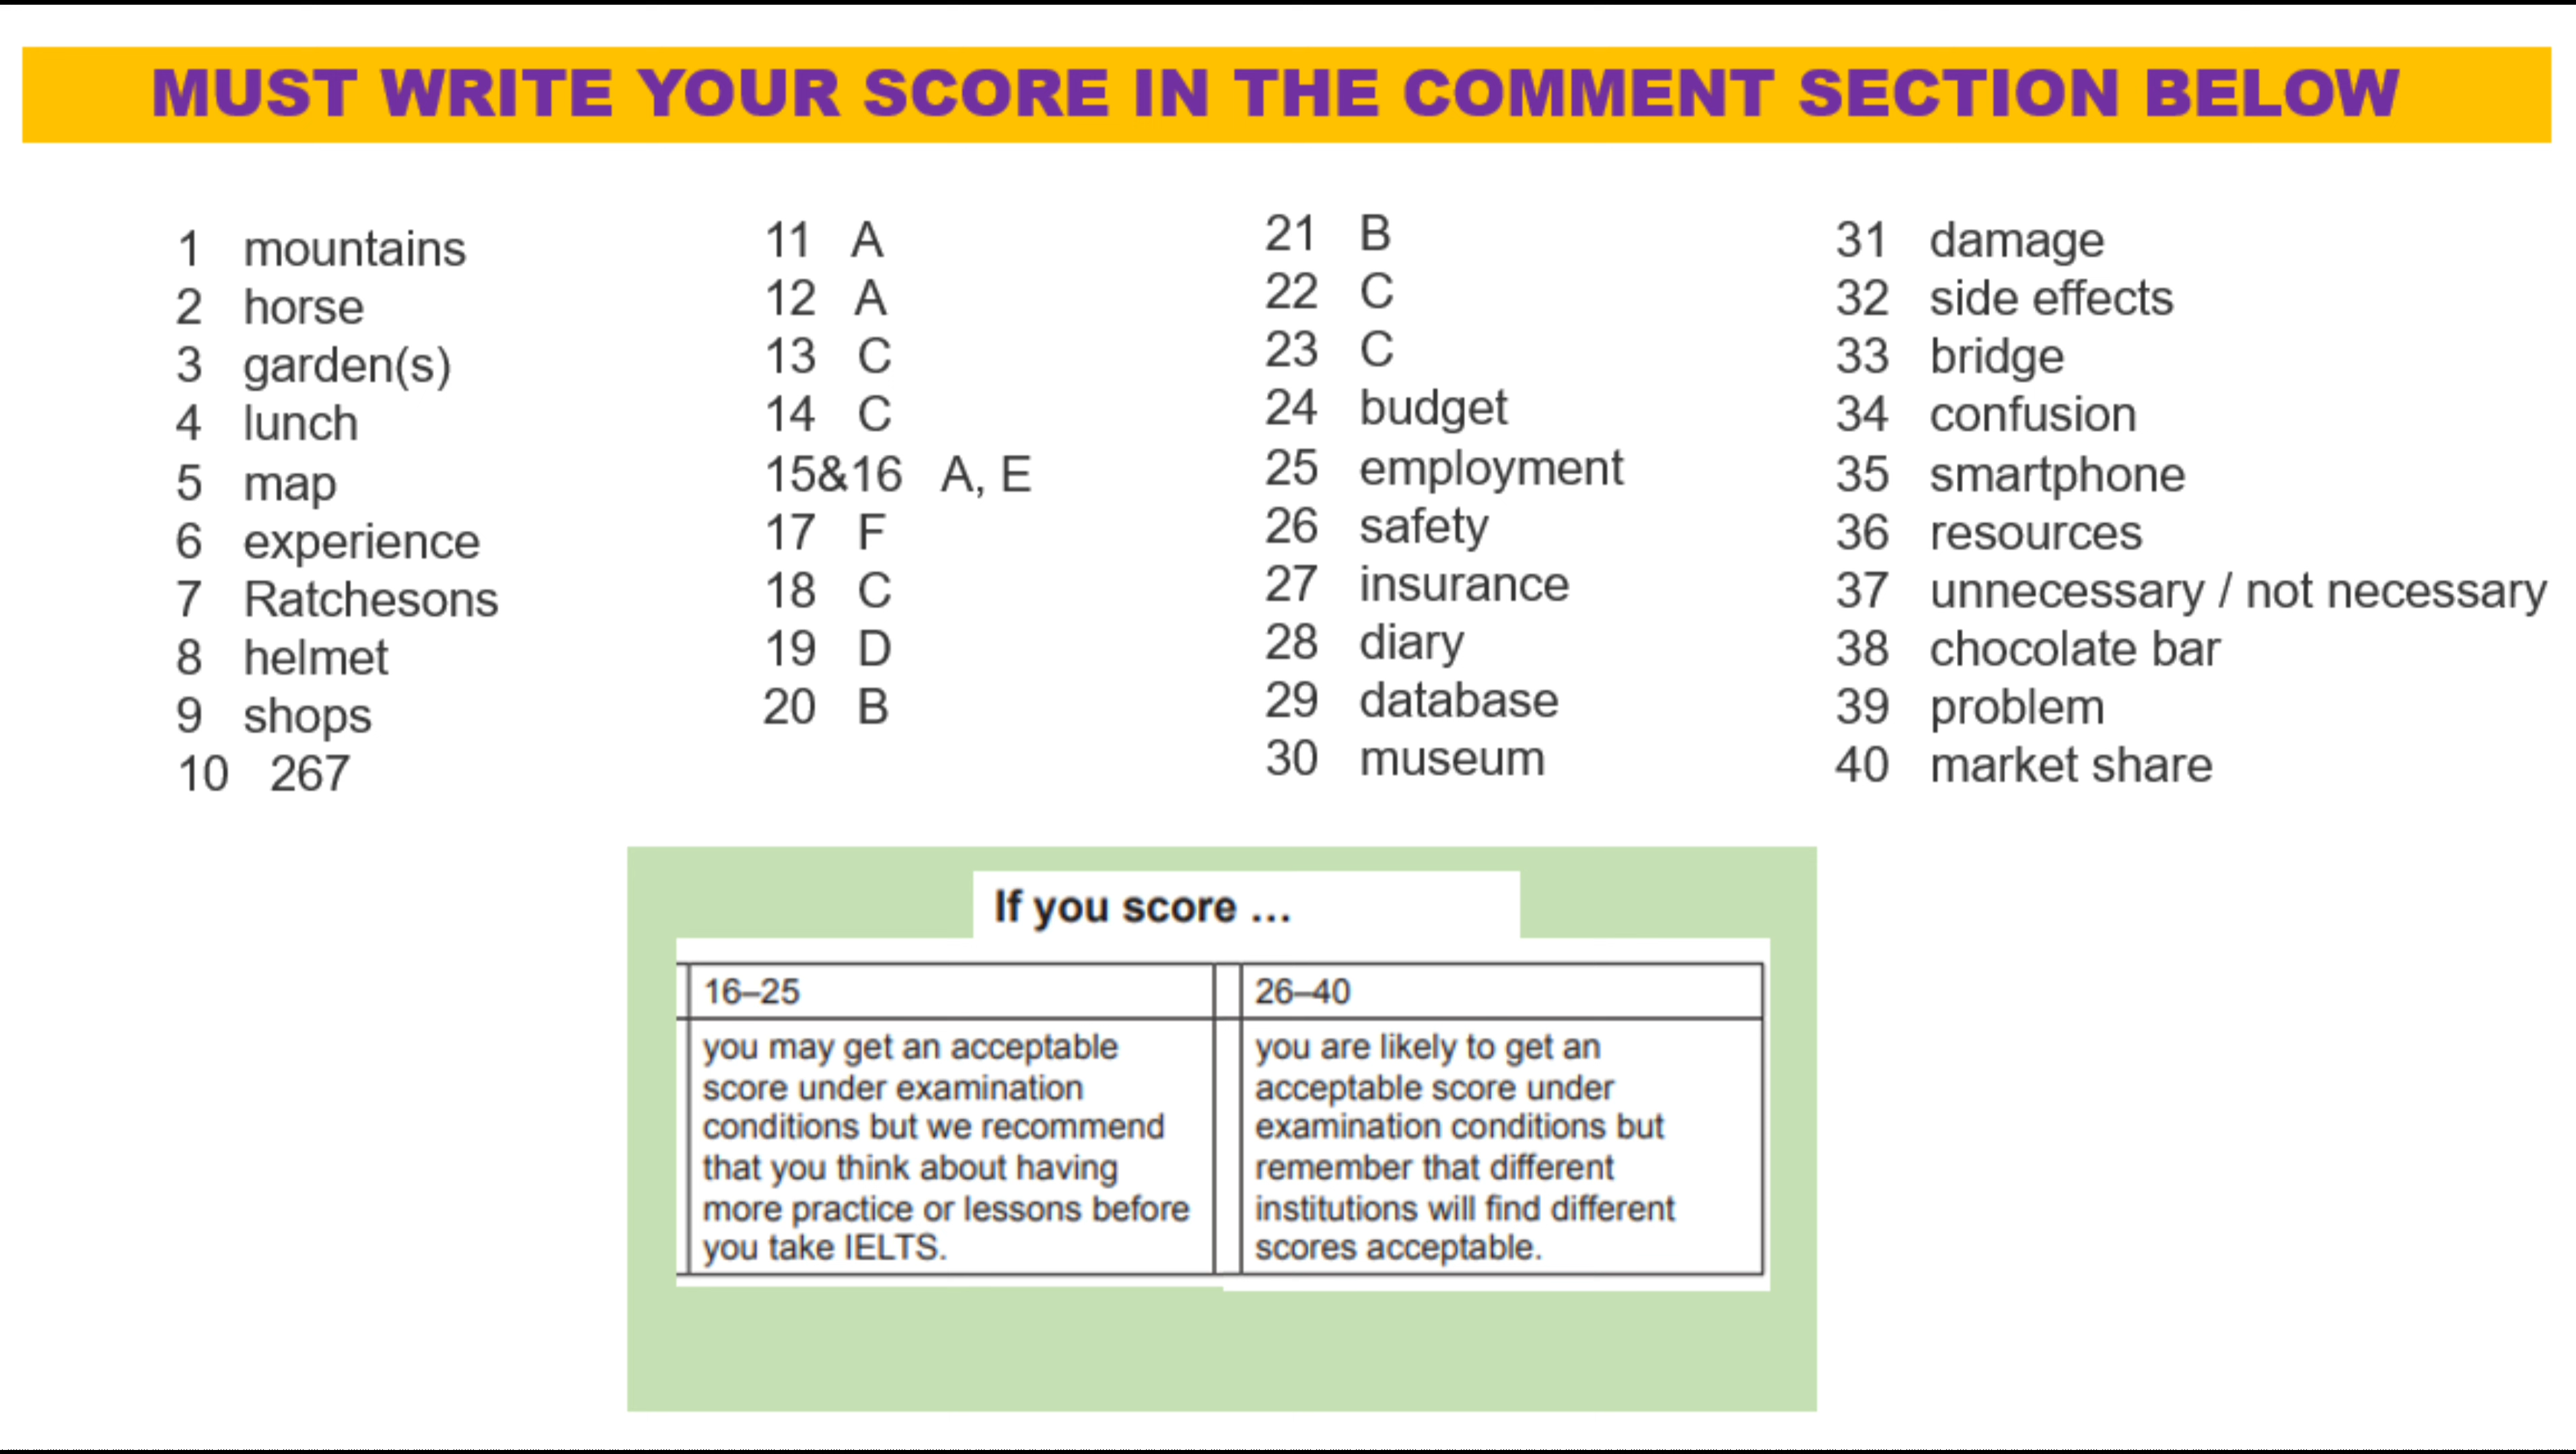 MUST WRITE YOUR SCORE IN THE COMMENT SECTION BELOW
1 mountains
2 horse
3 garden(s)
4 lunch
5 map
6 experience
7 Ratchesons
8 helmet
9 shops
10 267
11 A
12 A
13 C
14 C
15&16 A, E
17 F
18 C
19 D
20 B
21 B
22 C
23 C
24 budget
25 employment
26 safety
27 insurance
28 diary
29 database
30 museum
31 damage
32 side effects
33 bridge
34 confusion
35 smartphone
36 resources
37 unnecessary / not necessary
38 chocolate bar
39 problem
40 market share
If you score ...
16–25
you may get an acceptable
score under examination
conditions but we recommend
that you think about having
more practice or lessons before
you take IELTS.
26–40
you are likely to get an
acceptable score under
examination conditions but
remember that different
institutions will find different
scores acceptable.